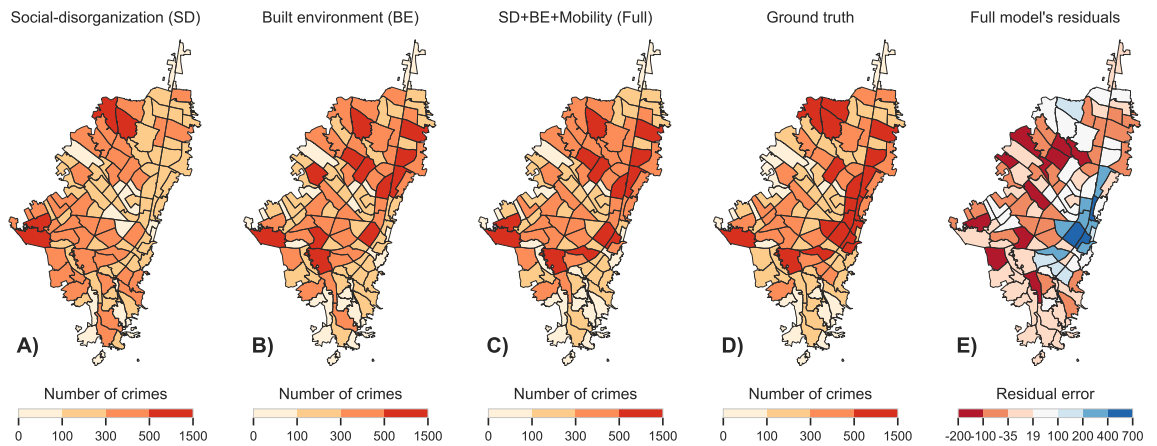 Social-disorganization (SD)
Built environment (BE)
SD+BE+Mobility (Full)
Ground truth
Full model's residuals
A)
B)
C)
D)
E)
Number of crimes
Number of crimes
Number of crimes
Number of crimes
Residual error
0 100 300 500 1500
0 100 300 500 1500
0 100 300 500 1500
0 100 300 500 1500
-200 -100 -35 19 100 200 400 700